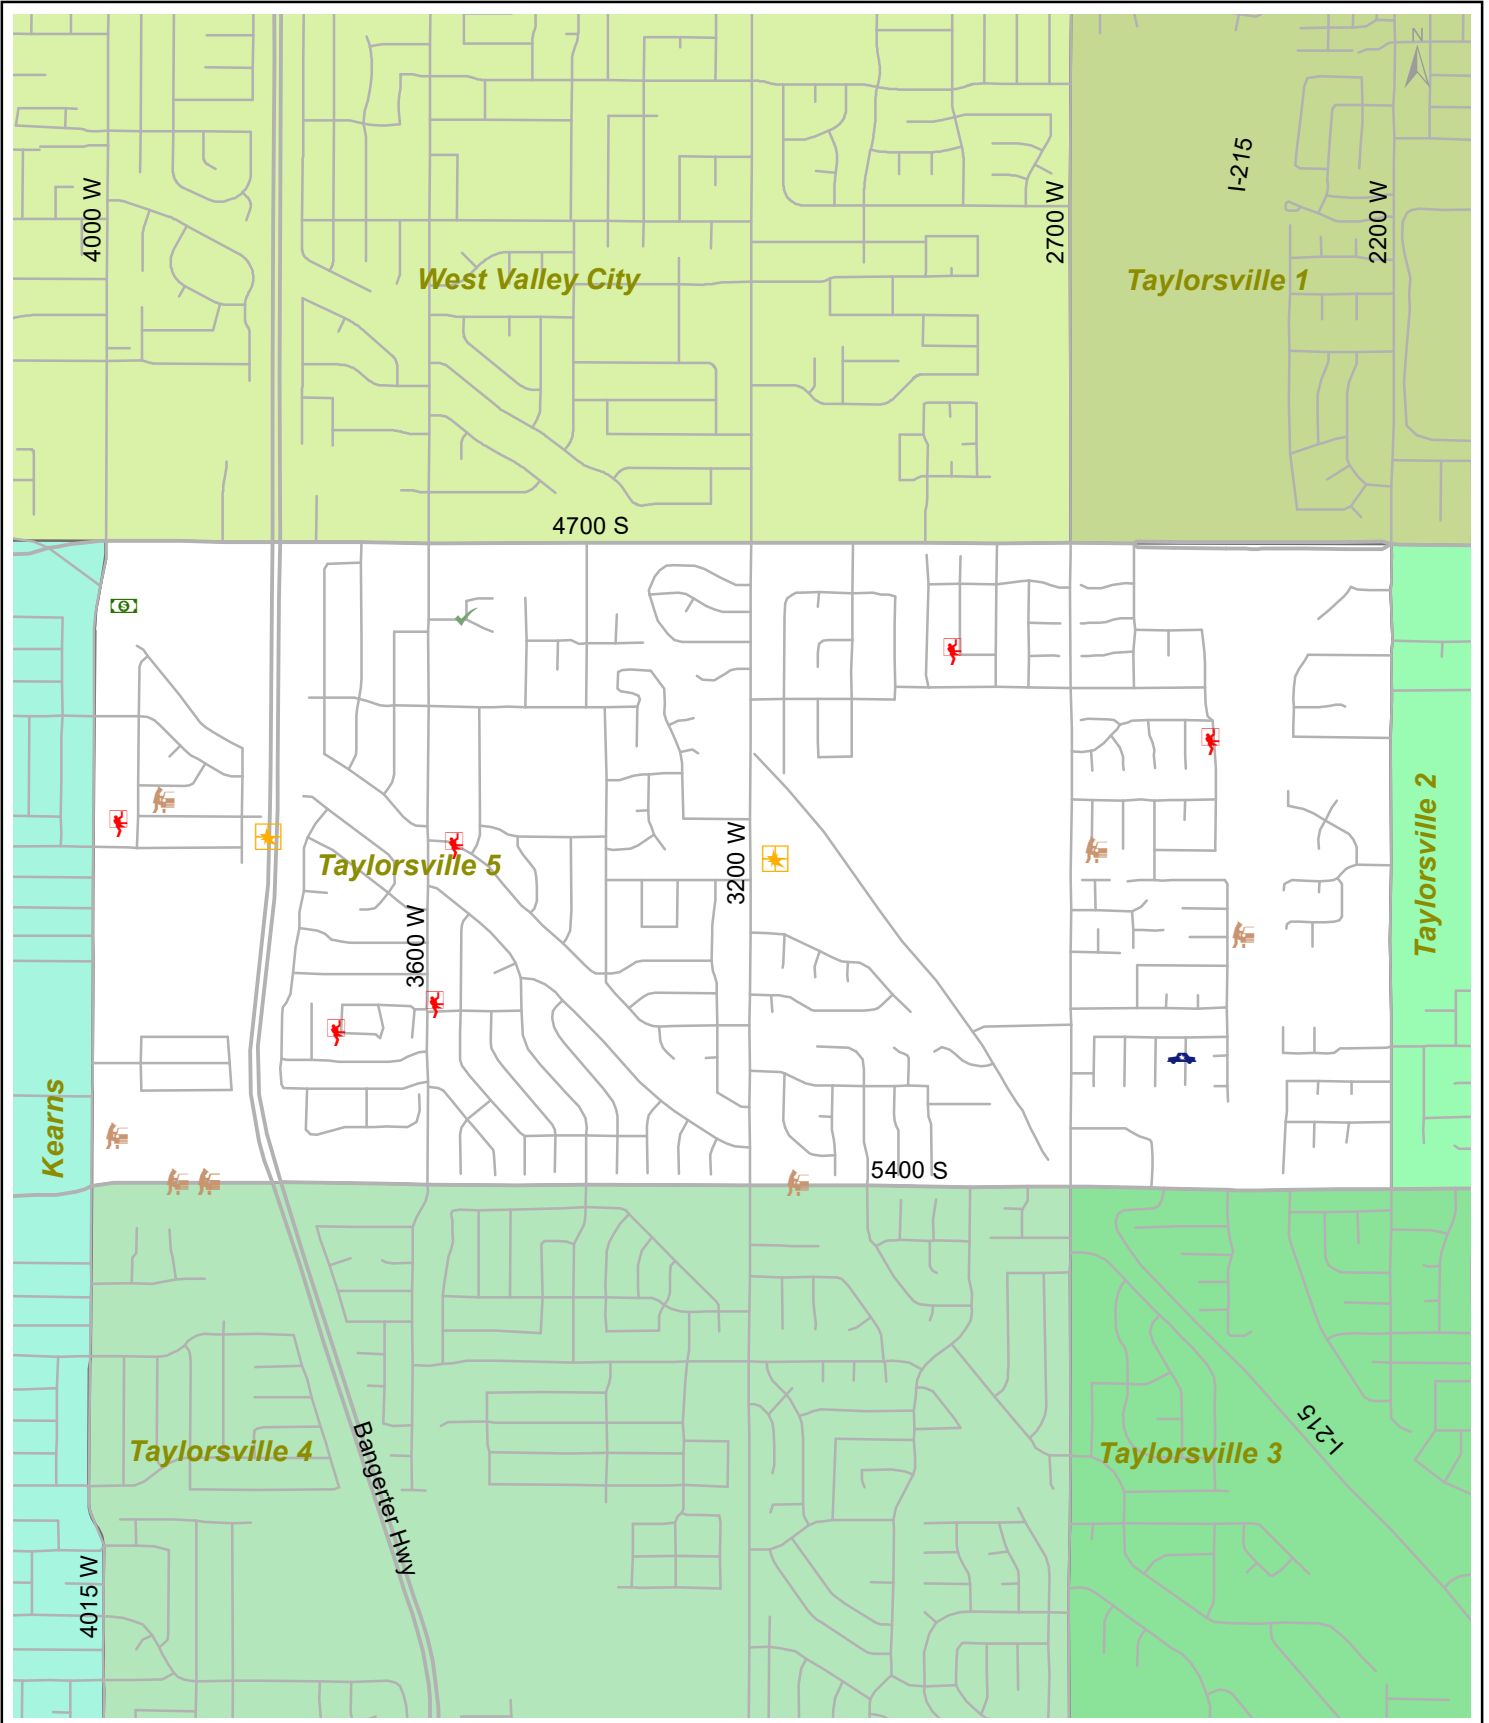 N
I-215
4000 W
2700 W
2200 W
West Valley City
Taylorsville 1
4700 S
$
Taylorsville 2
3200 W
Taylorsville 5
3600 W
Kearns
5400 S
Taylorsville 4
Bangerter Hwy
Taylorsville 3
I-215
4015 W